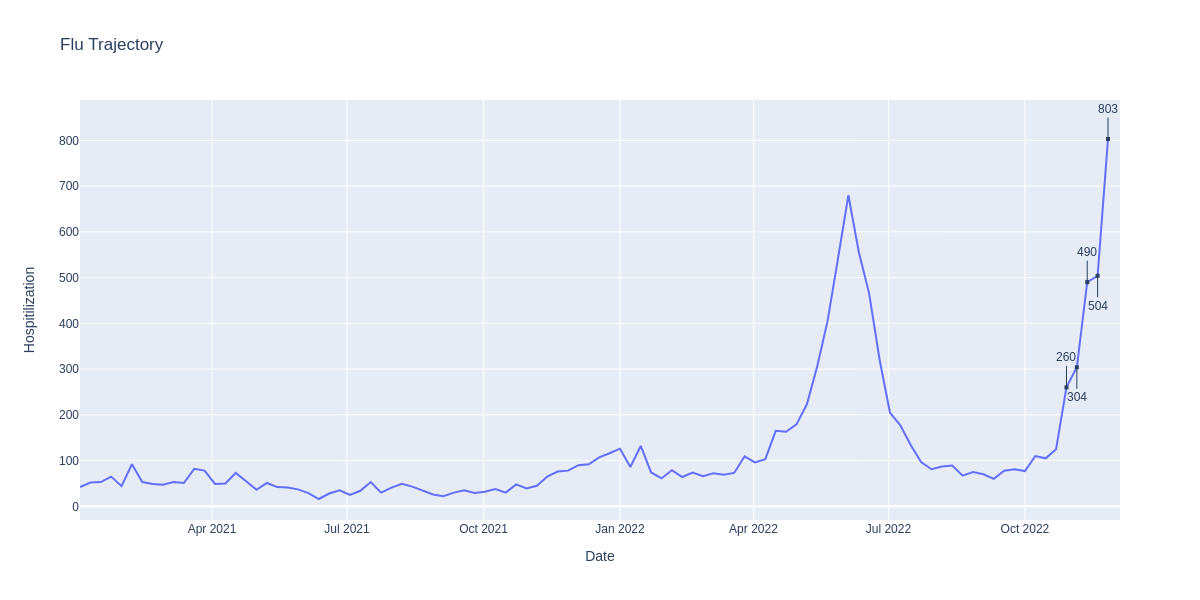 Flu Trajectory
803
800
700
600
500
400
300
200
100
0
490
504
260
304
Hospitilization
Apr 2021
Jul 2021
Oct 2021
Jan 2022
Apr 2022
Jul 2022
Oct 2022
Date